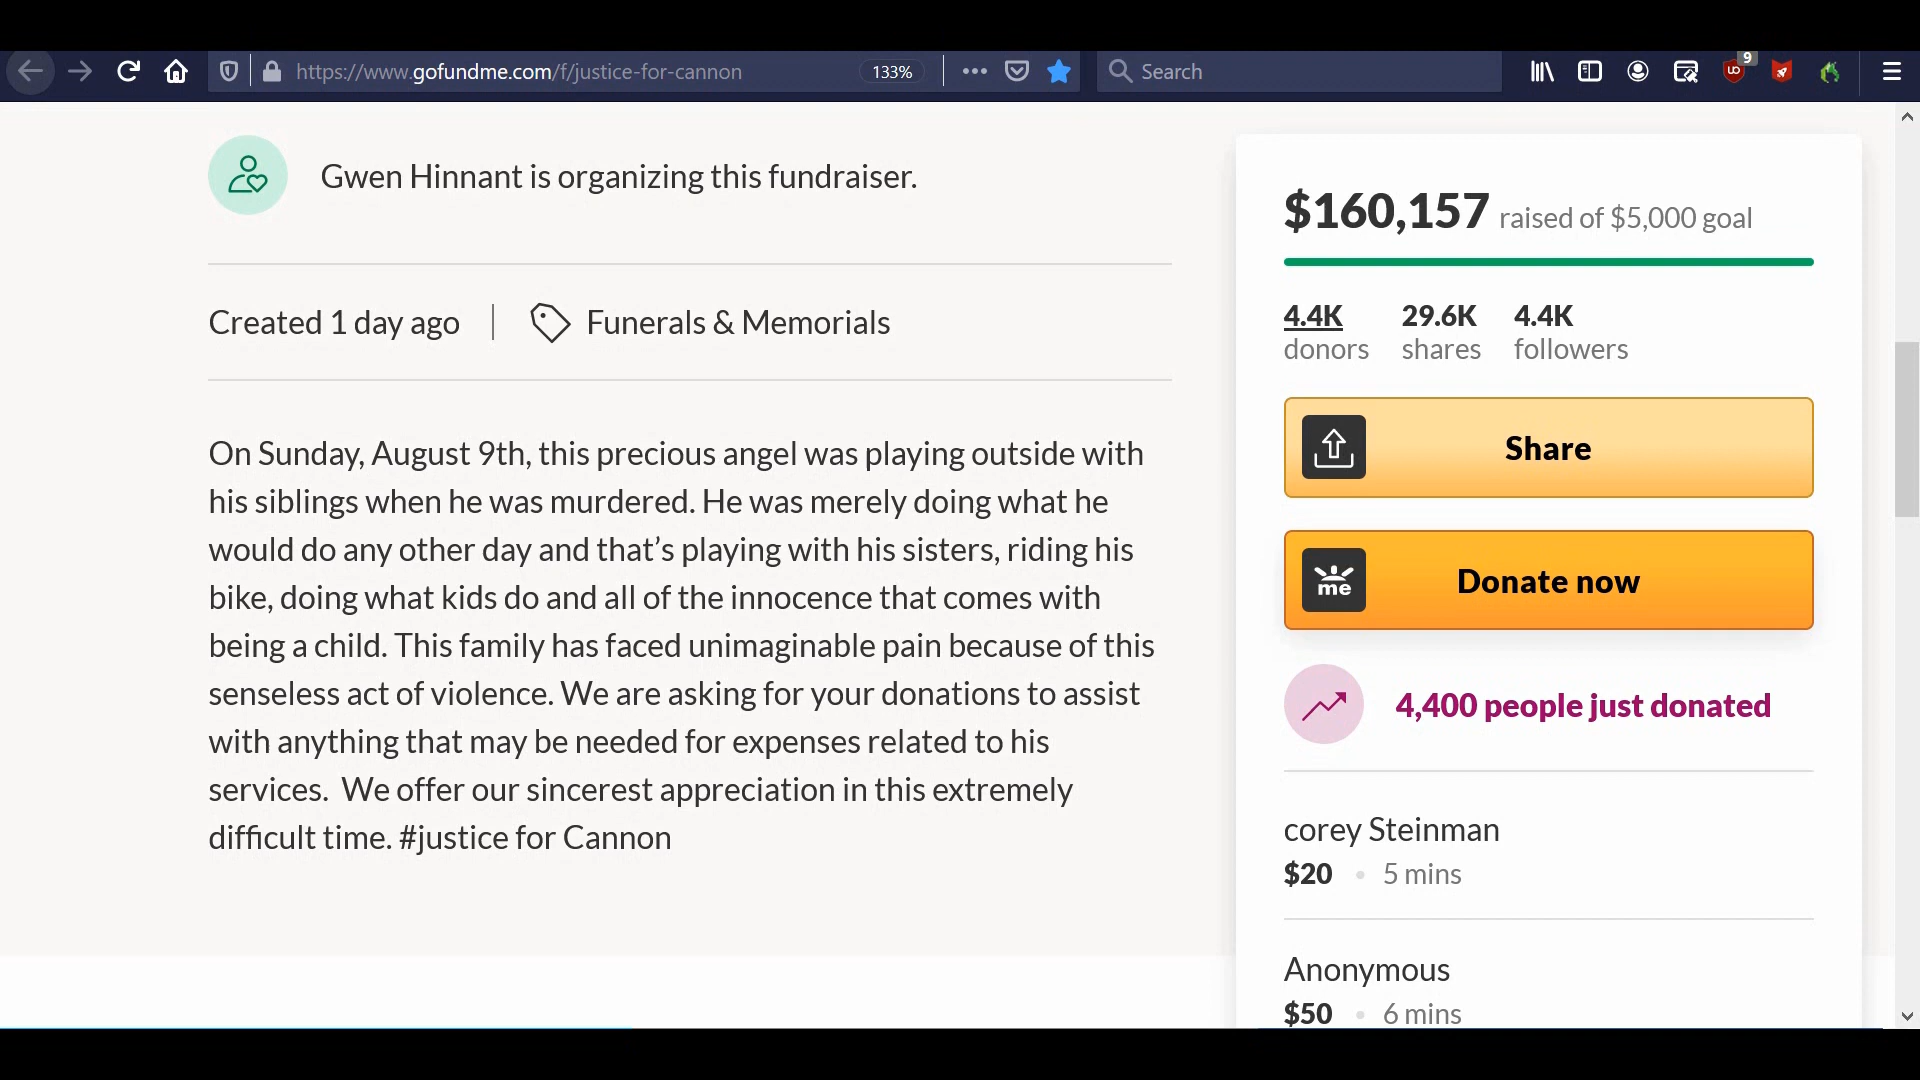 https://www.gofundme.com/f/justice-for-cannon
133%
Search
9
Gwen Hinnant is organizing this fundraiser.
Created 1 day ago
Funerals & Memorials
On Sunday, August 9th, this precious angel was playing outside with
his siblings when he was murdered. He was merely doing what he
would do any other day and that’s playing with his sisters, riding his
bike, doing what kids do and all of the innocence that comes with
being a child. This family has faced unimaginable pain because of this
senseless act of violence. We are asking for your donations to assist
with anything that may be needed for expenses related to his
services.  We offer our sincerest appreciation in this extremely
difficult time. #justice for Cannon
$160,157 raised of $5,000 goal
4.4K 29.6K 4.4K
donors shares followers
Share
me
Donate now
4,400 people just donated
corey Steinman
$20 • 5 mins
Anonymous
$50 • 6 mins